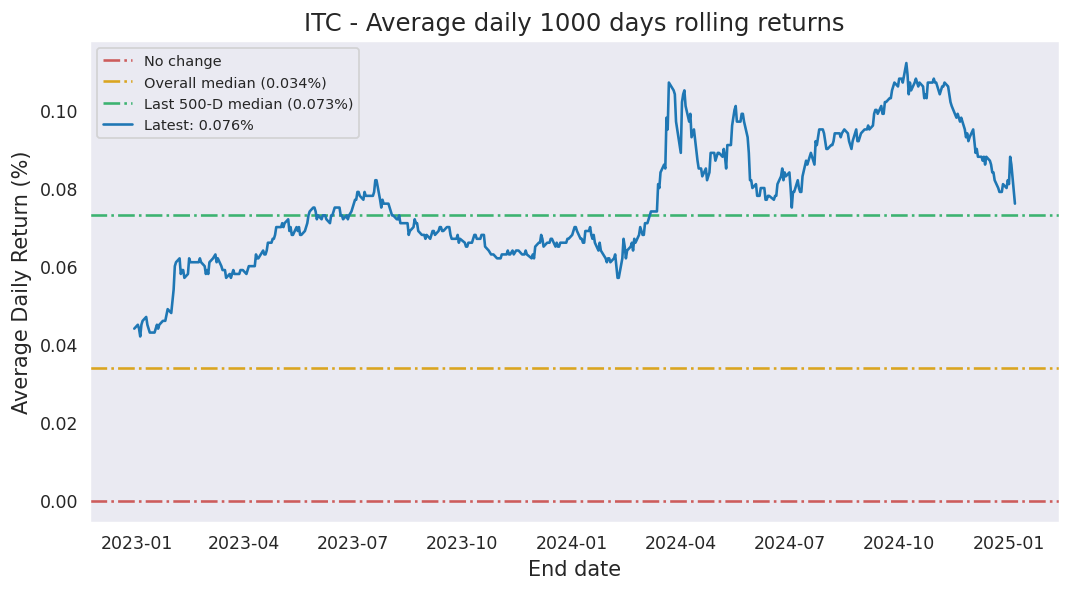 ITC - Average daily 1000 days rolling returns
No change
Overall median (0.034%)
Last 500-D median (0.073%)
Latest: 0.076%
Average Daily Return (%)
0.10
0.08
0.06
0.04
0.02
0.00
2023-01 2023-04 2023-07 2023-10 2024-01 2024-04 2024-07 2024-10 2025-01
End date